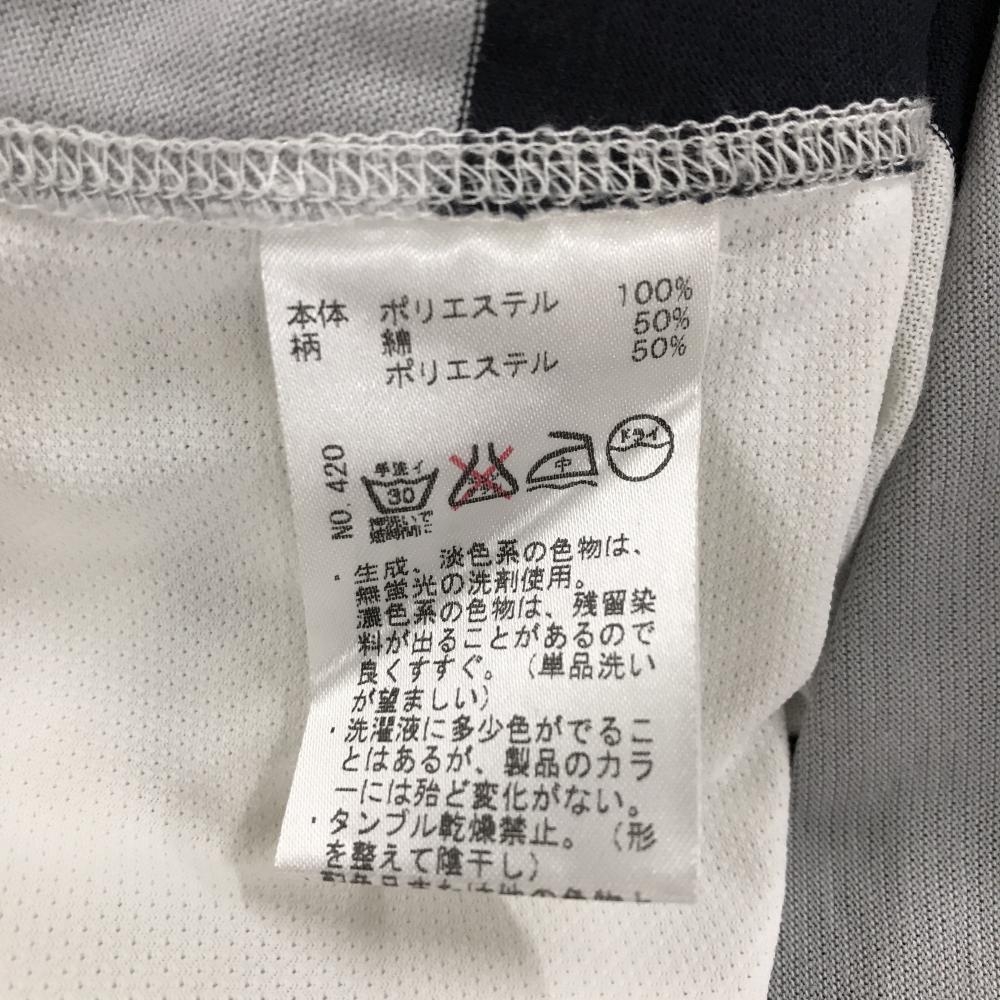 本体 ポリエステル 100%
柄 綿 50%
ポリエステル 50%
NO. 420
手洗イ
30
中
ドライ
・生成、淡色系の色物は、
無蛍光の洗剤使用。
濃色系の色物は、残留染
料が出ることがあるので
良くすすぐ。（単品洗い
が望ましい）
・洗濯液に多少色がでるこ
とはあるが、製品のカラ
ーには殆ど変化がない。
・タンブル乾燥禁止。（形
を整えて陰干し）